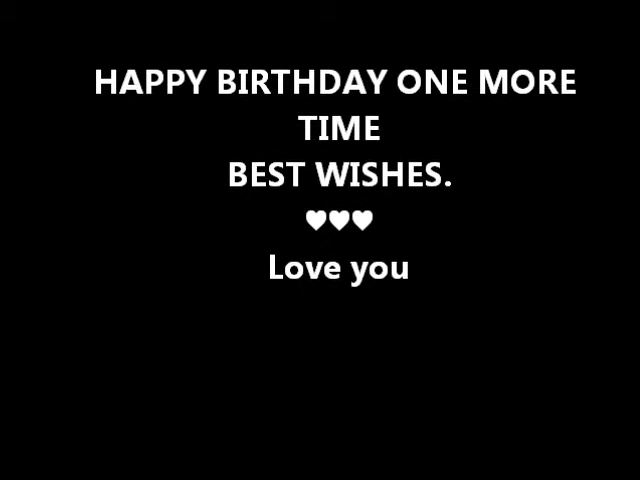 HAPPY BIRTHDAY ONE MORE
TIME
BEST WISHES.
♥♥♥
Love you